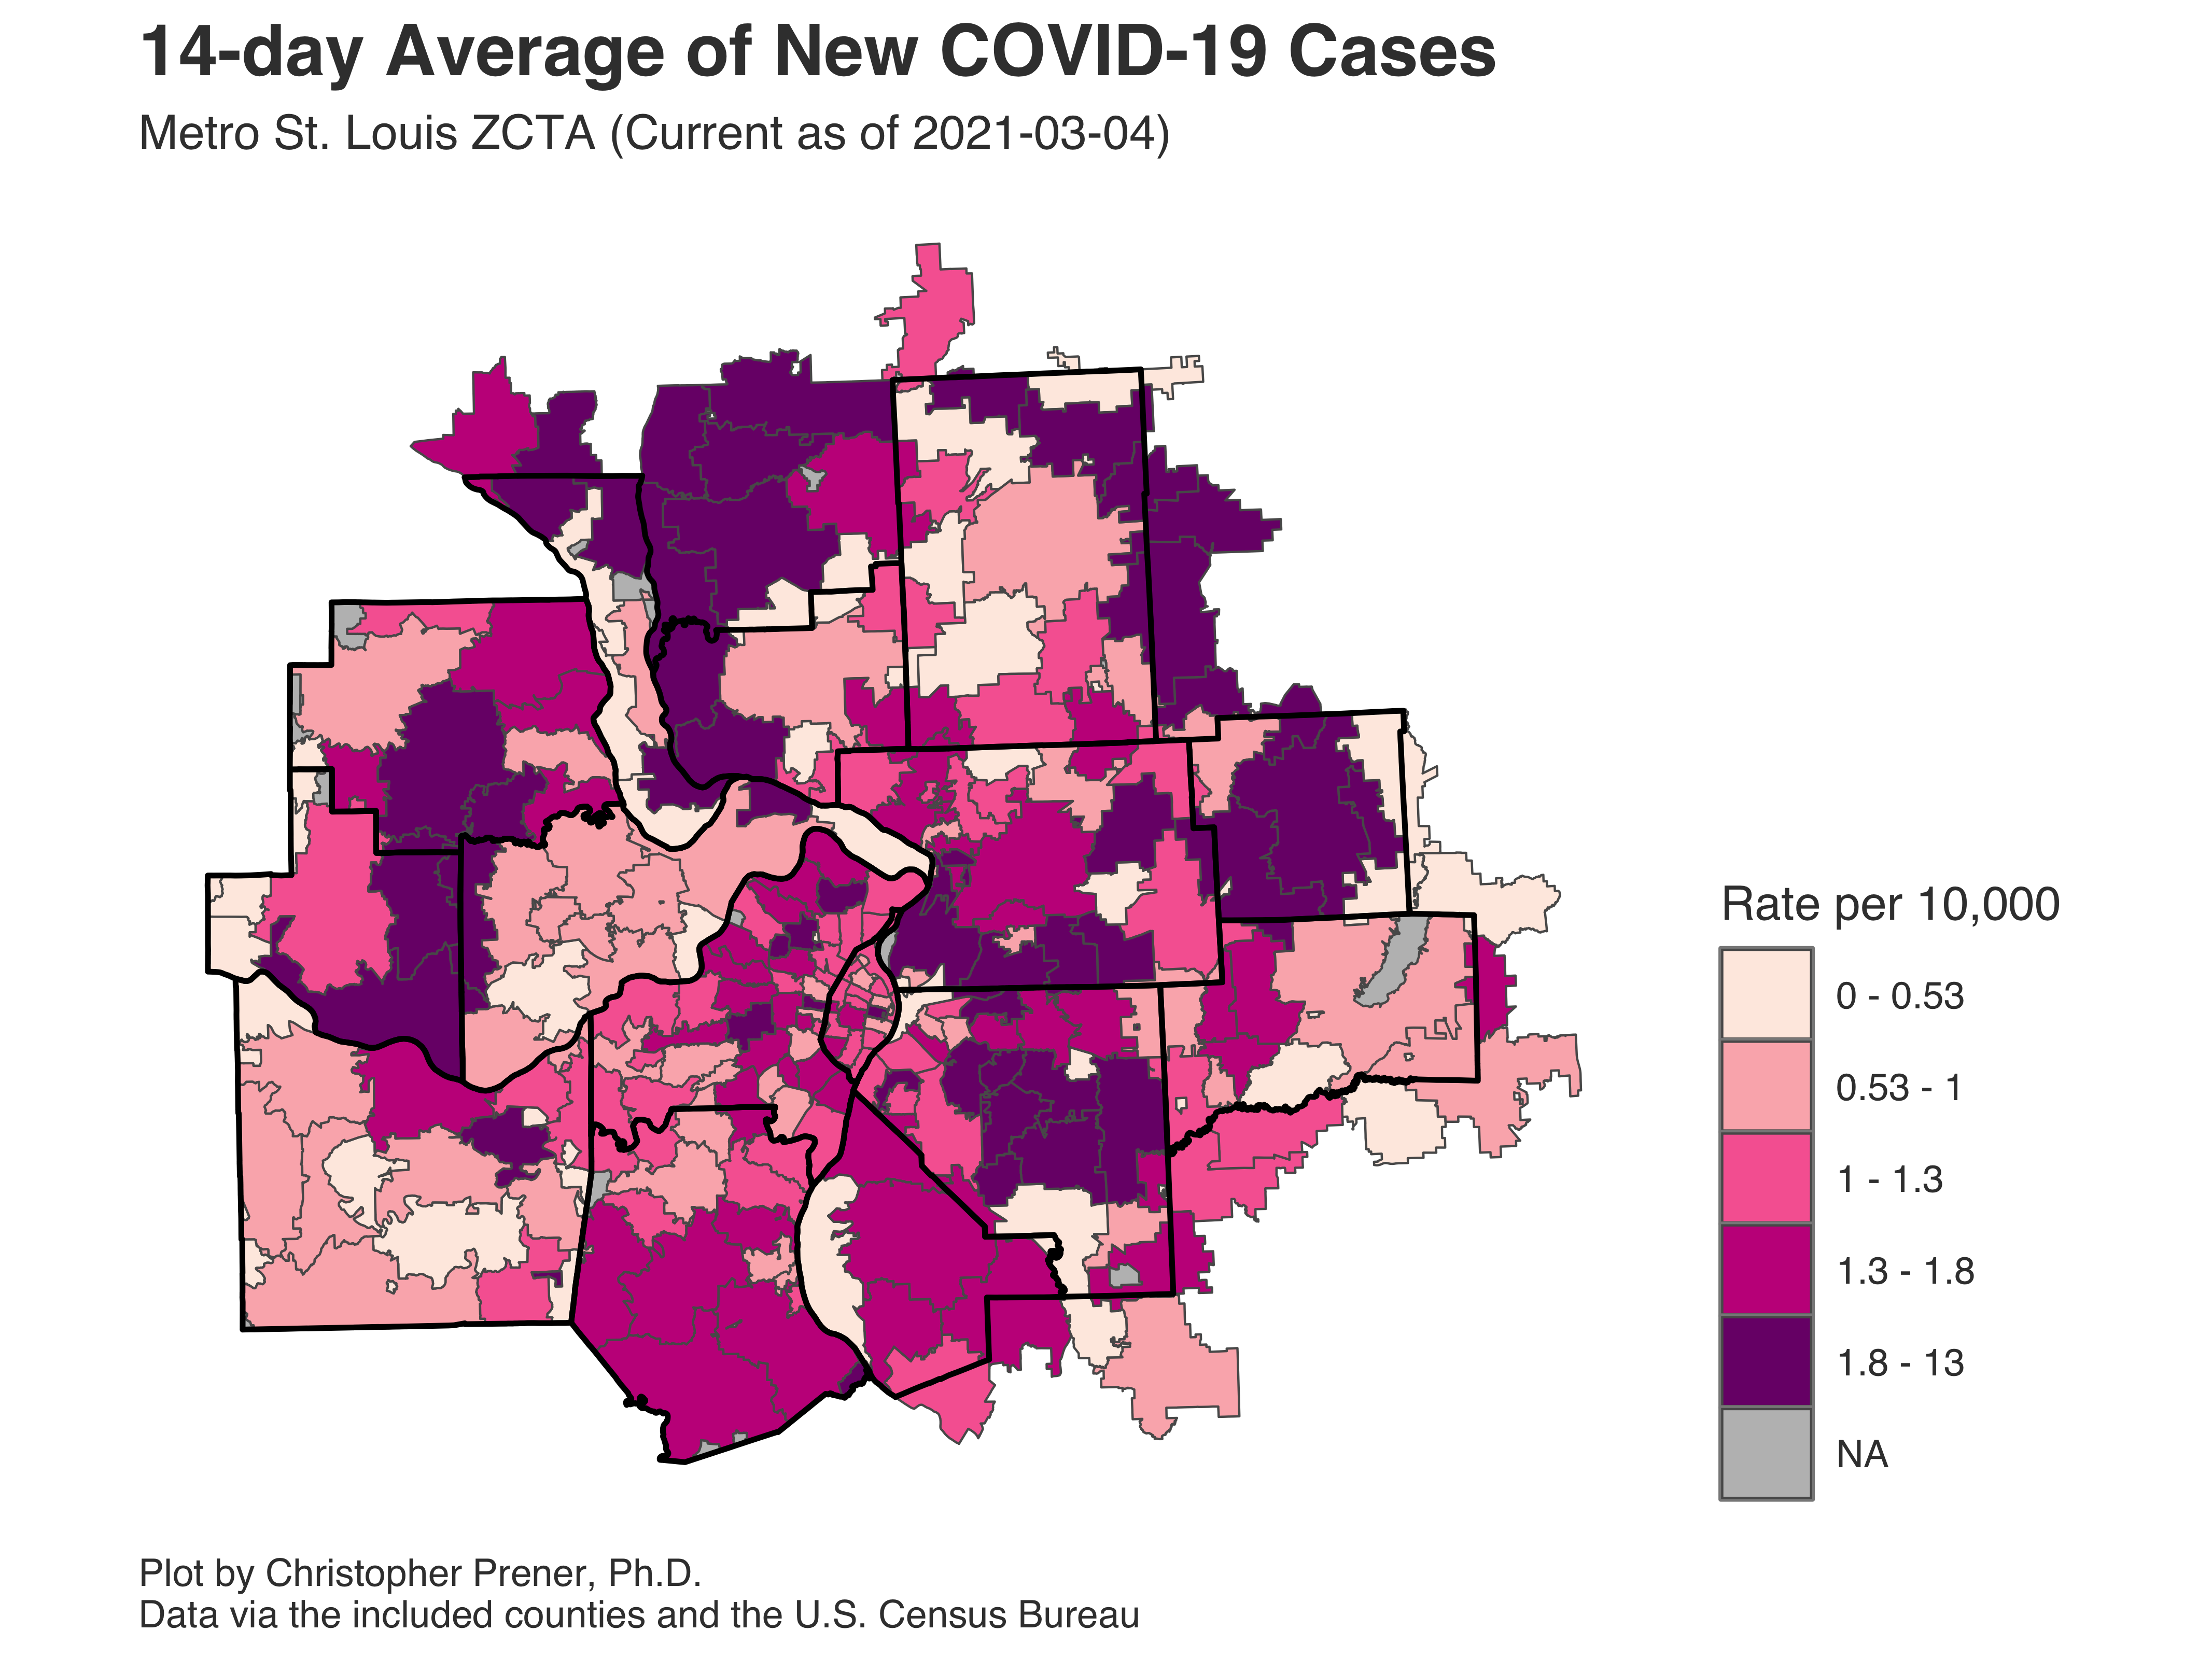 14-day Average of New COVID-19 Cases
Metro St. Louis ZCTA (Current as of 2021-03-04)
Rate per 10,000
0 - 0.53
0.53 - 1
1 - 1.3
1.3 - 1.8
1.8 - 13
NA
Plot by Christopher Prener, Ph.D.
Data via the included counties and the U.S. Census Bureau